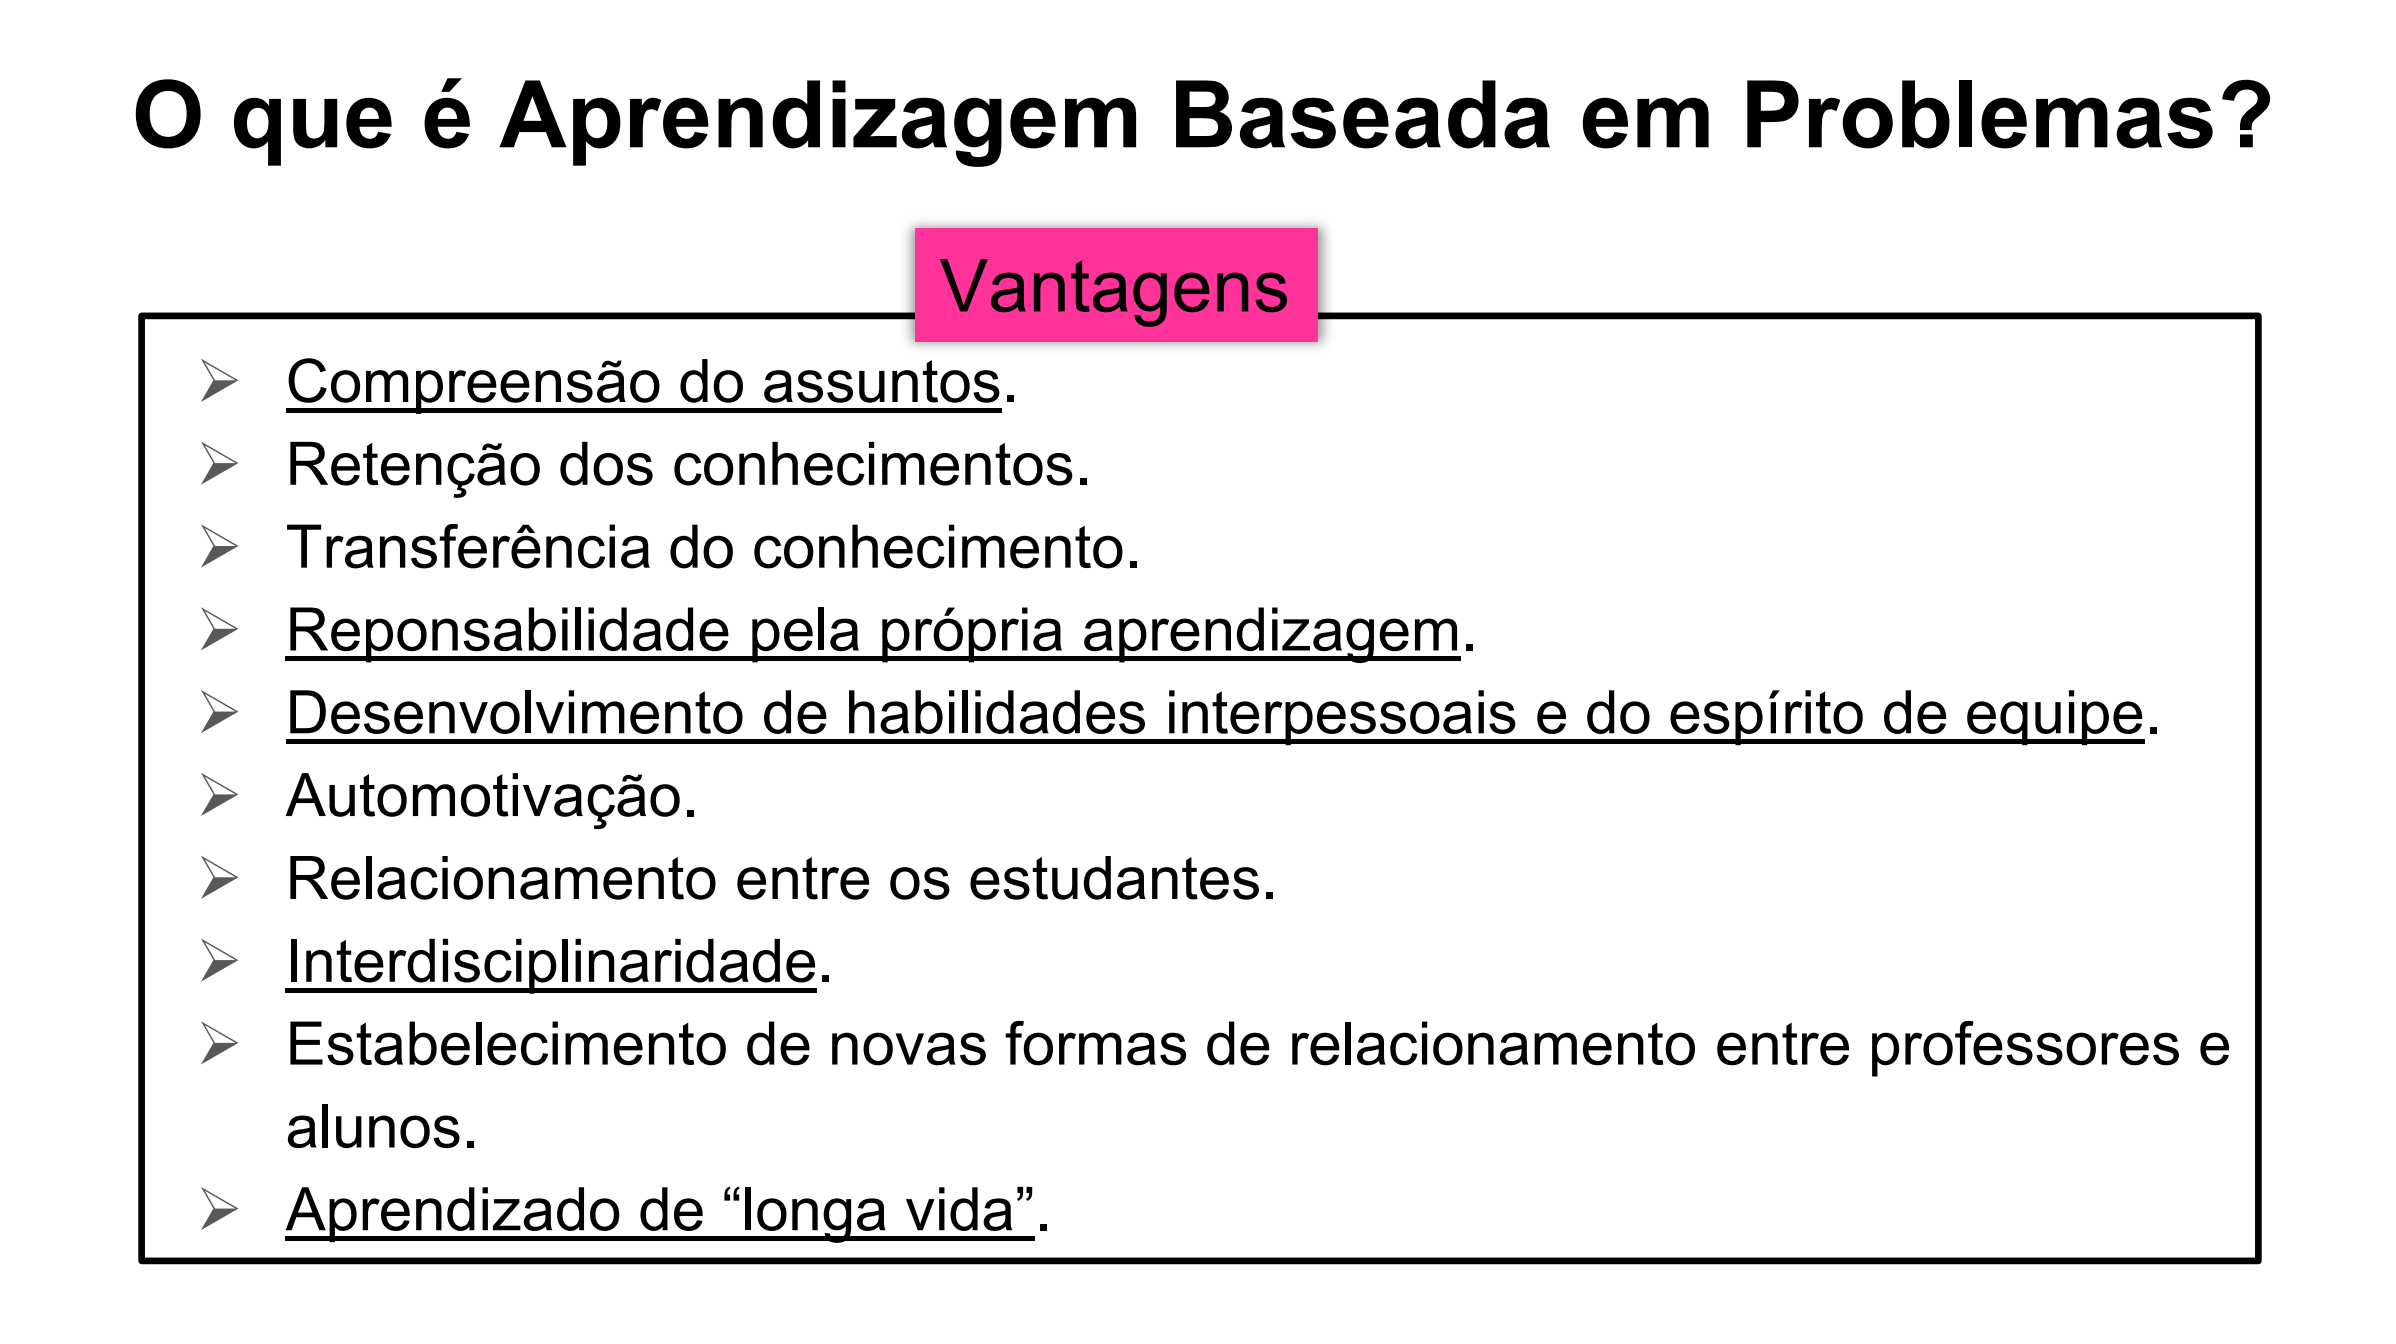 O que é Aprendizagem Baseada em Problemas?
Vantagens
➢ Compreensão do assuntos.
➢ Retenção dos conhecimentos.
➢ Transferência do conhecimento.
➢ Reponsabilidade pela própria aprendizagem.
➢ Desenvolvimento de habilidades interpessoais e do espírito de equipe.
➢ Automotivação.
➢ Relacionamento entre os estudantes.
➢ Interdisciplinaridade.
➢ Estabelecimento de novas formas de relacionamento entre professores e
alunos.
➢ Aprendizado de “longa vida”.